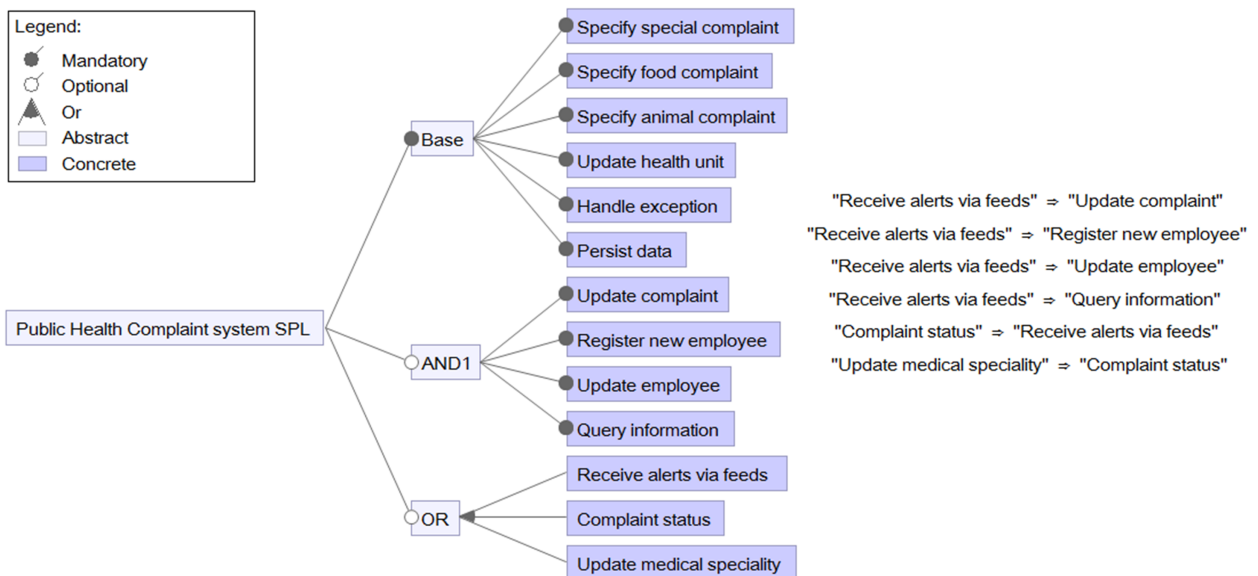 Legend:
Mandatory
Optional
Or
Abstract
Concrete
Public Health Complaint system SPL
Base
Specify special complaint
Specify food complaint
Specify animal complaint
Update health unit
Handle exception
Persist data
AND1
Update complaint
Register new employee
Update employee
Query information
OR
Receive alerts via feeds
Complaint status
Update medical speciality
"Receive alerts via feeds" ⇒ "Update complaint"
"Receive alerts via feeds" ⇒ "Register new employee"
"Receive alerts via feeds" ⇒ "Update employee"
"Receive alerts via feeds" ⇒ "Query information"
"Complaint status" ⇒ "Receive alerts via feeds"
"Update medical speciality" ⇒ "Complaint status"